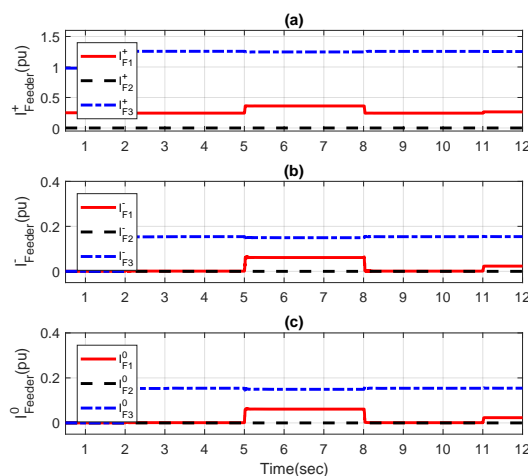 (a)
I+Feeder(pu)
1.5
1
0.5
0
I+F1
I+F2
I+F3
1 2 3 4 5 6 7 8 9 10 11 12
(b)
I-Feeder(pu)
0.4
0.2
0
I-F1
I-F2
I-F3
1 2 3 4 5 6 7 8 9 10 11 12
(c)
I0Feeder(pu)
0.4
0.2
0
I0F1
I0F2
I0F3
1 2 3 4 5 6 7 8 9 10 11 12
Time(sec)